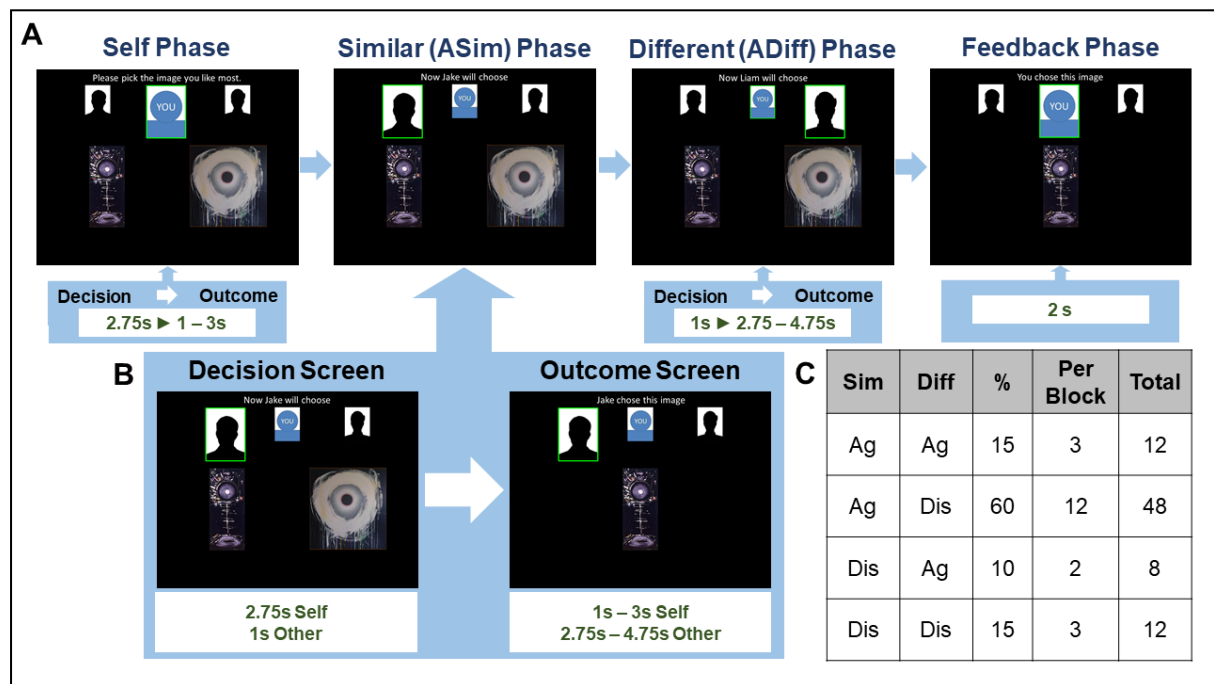 A
Self Phase
Similar (ASim) Phase
Different (ADiff) Phase
Feedback Phase
Please pick the image you like most.
YOU
Now Jake will choose
YOU
Now Liam will choose
YOU
You chose this image
YOU
Decision Outcome
2.75s ► 1 – 3s
Decision Outcome
1s ► 2.75 – 4.75s
2 s
B
Decision Screen
Outcome Screen
Now Jake will choose
YOU
Jake chose this image
YOU
2.75s Self
1s Other
1s – 3s Self
2.75s – 4.75s Other
C
Sim Diff % Per Block Total
Ag Ag 15 3 12
Ag Dis 60 12 48
Dis Ag 10 2 8
Dis Dis 15 3 12